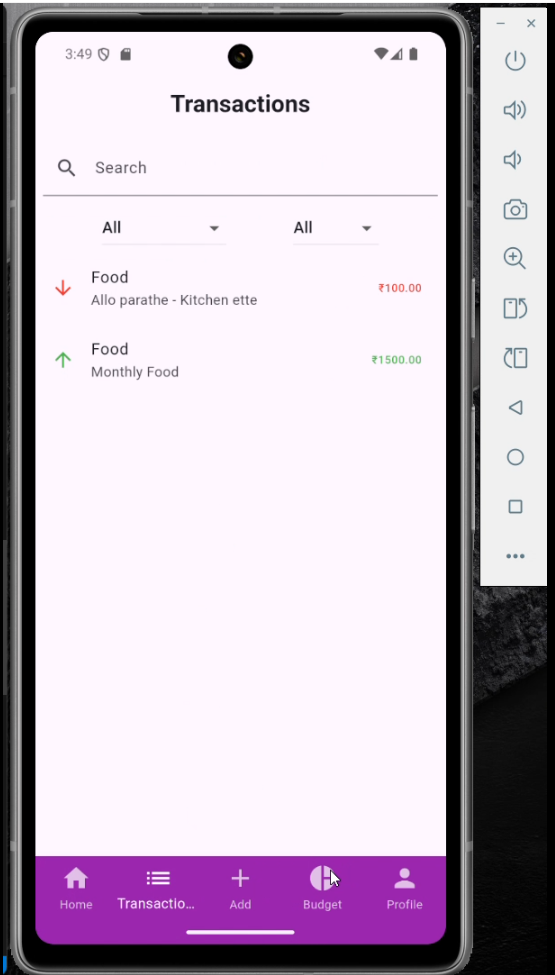 3:49
Transactions
Search
All All
Food
Allo parathe - Kitchen ette
₹100.00
Food
Monthly Food
₹1500.00
Home Transactio... Add Budget Profile